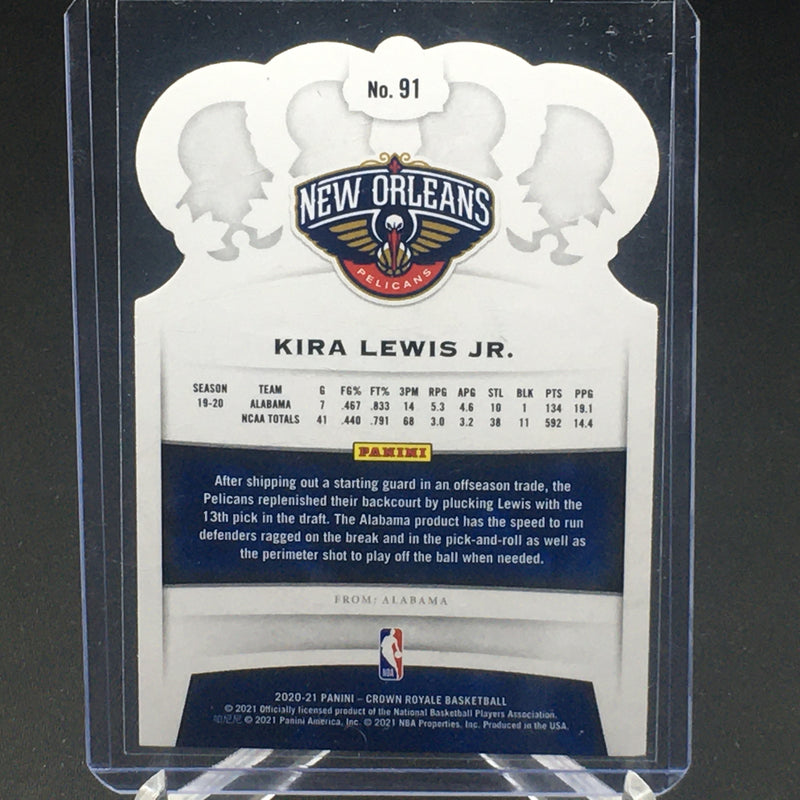 No. 91
NEW ORLEANS
PELICANS
KIRA LEWIS JR.
SEASON TEAM G FG% FT% 3PM RPG APG STL BLK PTS PPG
19-20 ALABAMA 7 .467 .833 14 5.3 4.6 10 1 134 19.1
NCAA TOTALS 41 .440 .791 68 3.0 3.2 38 11 592 14.4
PANINI
After shipping out a starting guard in an offseason trade, the
Pelicans replenished their backcourt by plucking Lewis with the
13th pick in the draft. The Alabama product has the speed to run
defenders ragged on the break and in the pick-and-roll as well as
the perimeter shot to play off the ball when needed.
FROM: ALABAMA
NBA
2020-21 PANINI – CROWN ROYALE BASKETBALL
© 2021 Officially licensed product of the National Basketball Players Association.
© 2021 Panini America, Inc. © 2021 NBA Properties, Inc. Produced in the USA.